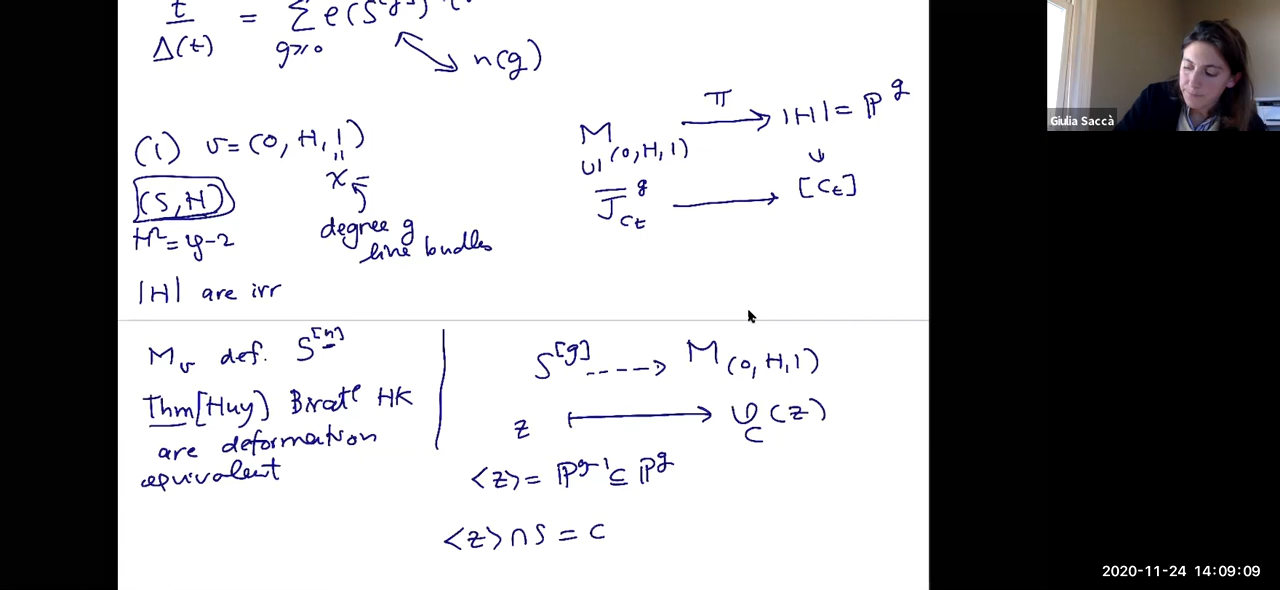 t/Δ(t) = Σ_{g≥0} e(S^{[g]})
n(g)
(1) v=(0, H, 1)
χ =
degree g
line bundles
(S,H)
H² = 2g-2
|H| are irr
M_{(0,H,1)} --π--> |H| = P^g
∪I
∪
J̄^g_{C_t} ⟶ [C_t]
M_v def. S^{[n]}
Thm [Huy) Birat^l HK
are deformation
equivalent
S^{[g]} ----> M_{(0,H,1)}
z ⟼ O_C(z)
<z> = P^{g-1} ⊆ P^g
<z> ∩ S = C
Giulia Saccà
2020-11-24 14:09:09